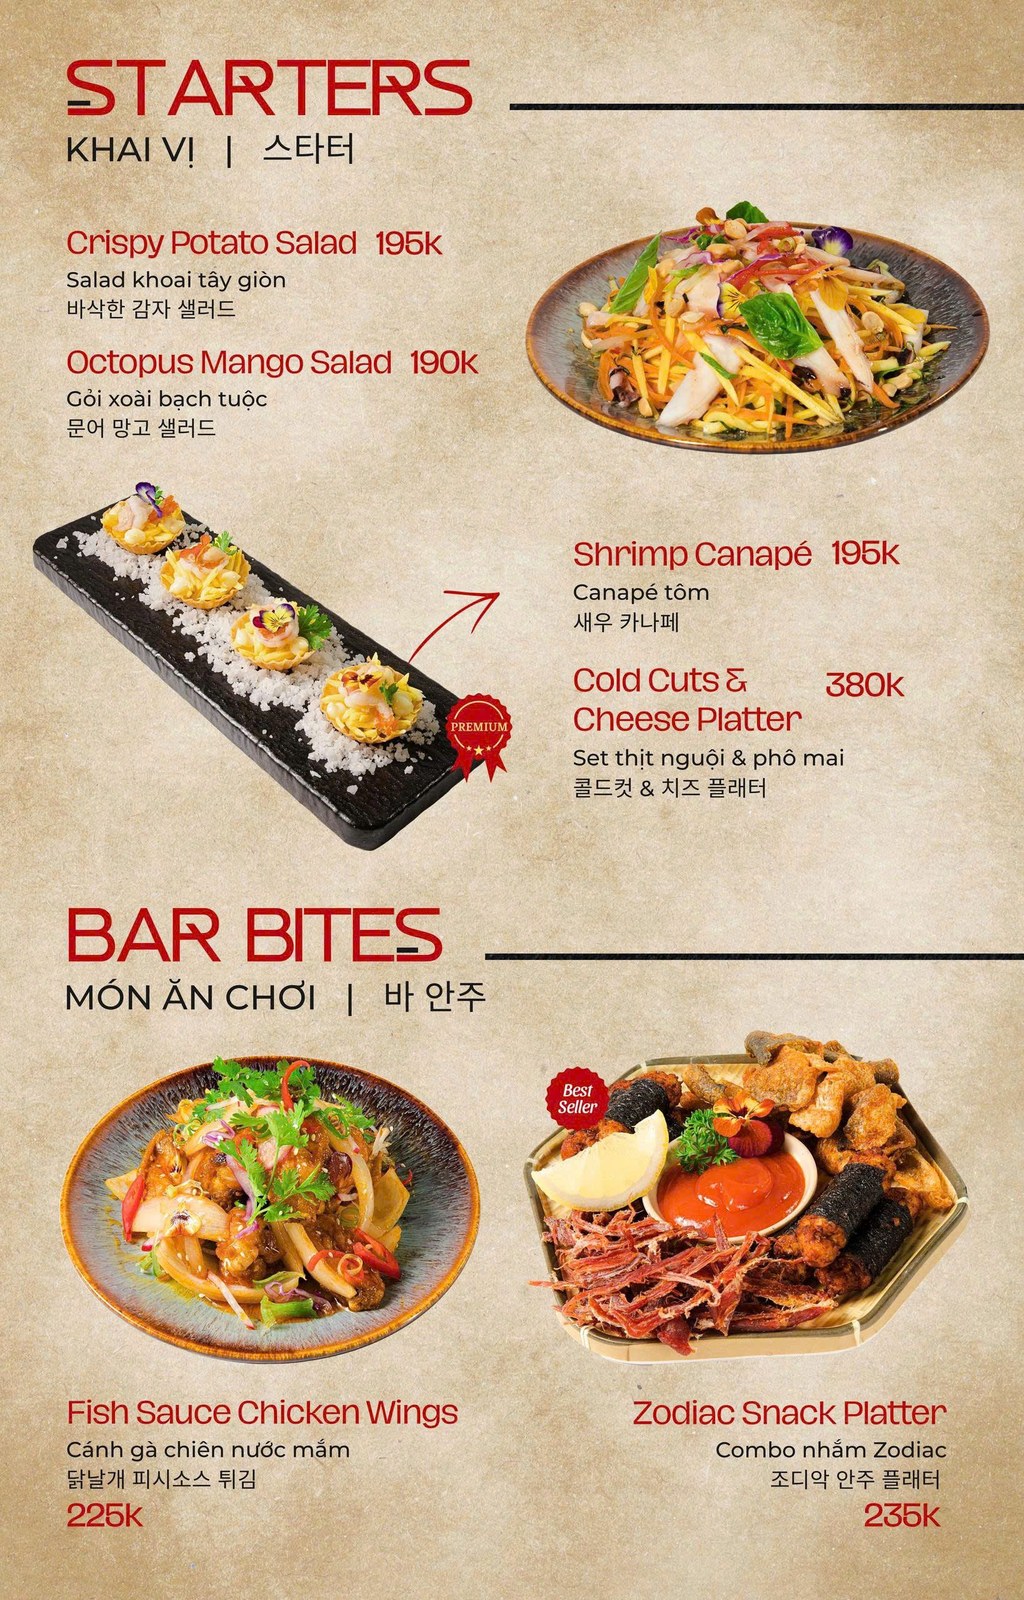 STARTERS
KHAI VỊ | 스타터
Crispy Potato Salad 195k
Salad khoai tây giòn
바삭한 감자 샐러드
Octopus Mango Salad 190k
Gỏi xoài bạch tuộc
문어 망고 샐러드
Shrimp Canapé 195k
Canapé tôm
새우 카나페
Cold Cuts & 380k
Cheese Platter
Set thịt nguội & phô mai
콜드컷 & 치즈 플래터
PREMIUM
BAR BITES
MÓN ĂN CHƠI | 바 안주
Best
Seller
Fish Sauce Chicken Wings
Cánh gà chiên nước mắm
닭날개 피시소스 튀김
225k
Zodiac Snack Platter
Combo nhắm Zodiac
조디악 안주 플래터
235k